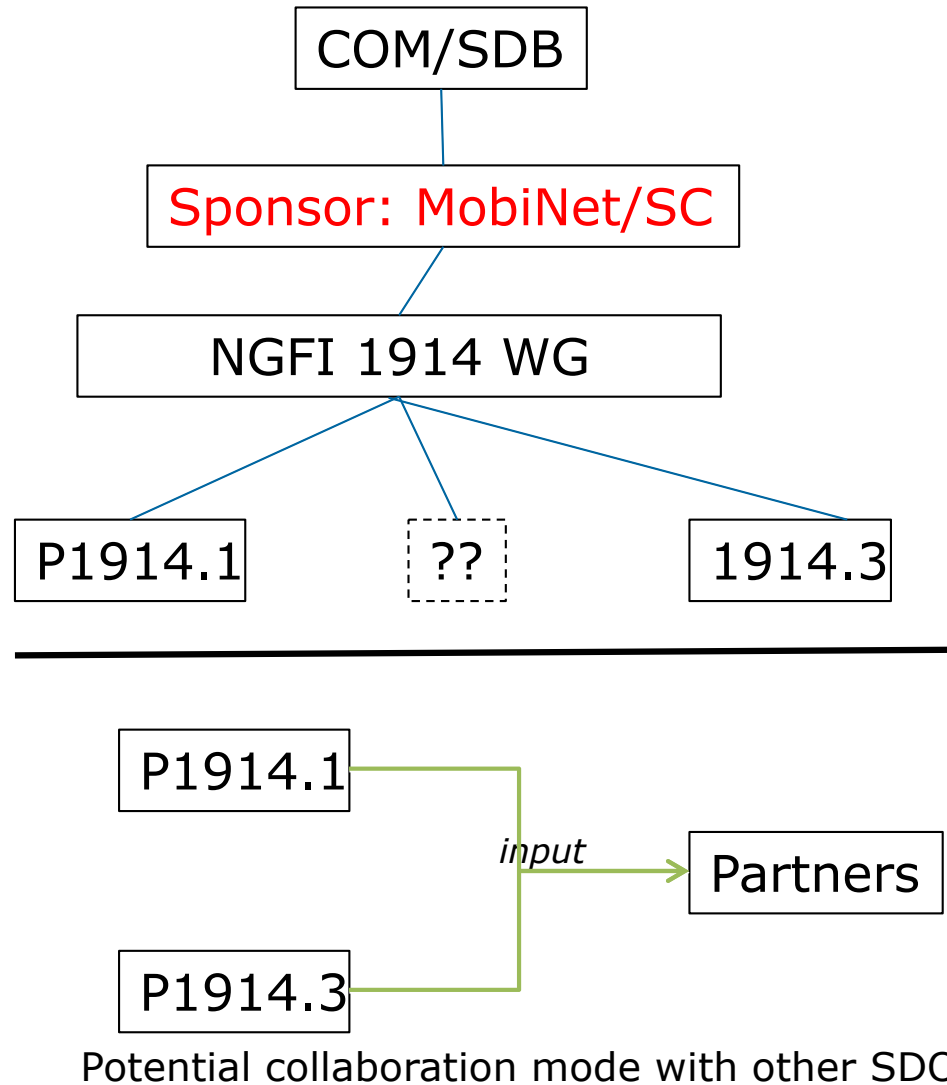 COM/SDB
Sponsor: MobiNet/SC
NGFI 1914 WG
P1914.1
??
1914.3
P1914.1
input
Partners
P1914.3
Potential collaboration mode with other